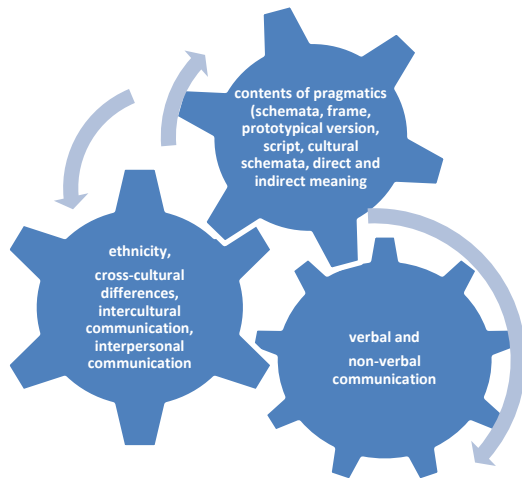 contents of pragmatics
(schemata, frame,
prototypical version,
script, cultural
schemata, direct and
indirect meaning
ethnicity,
cross-cultural
differences,
intercultural
communication,
interpersonal
communication
verbal and
non-verbal
communication